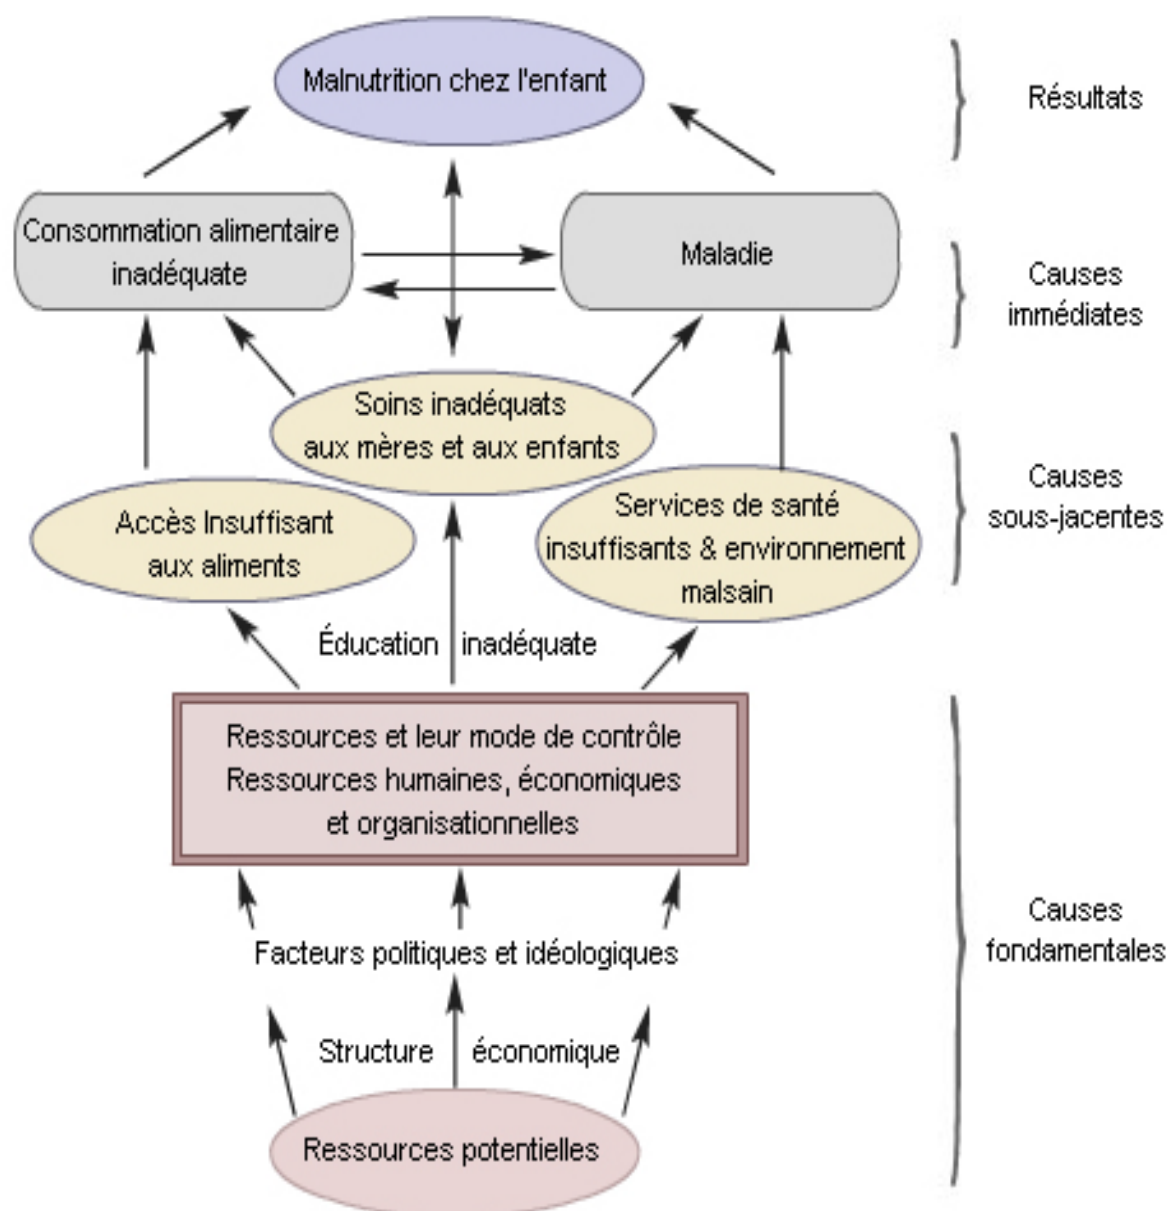 Malnutrition chez l'enfant
Résultats
Consommation alimentaire
inadéquate
Maladie
Causes
immédiates
Soins inadéquats
aux mères et aux enfants
Accès Insuffisant
aux aliments
Services de santé
insuffisants & environnement
malsain
Causes
sous-jacentes
Éducation inadéquate
Ressources et leur mode de contrôle
Ressources humaines, économiques
et organisationnelles
Facteurs politiques et idéologiques
Structure économique
Ressources potentielles
Causes
fondamentales